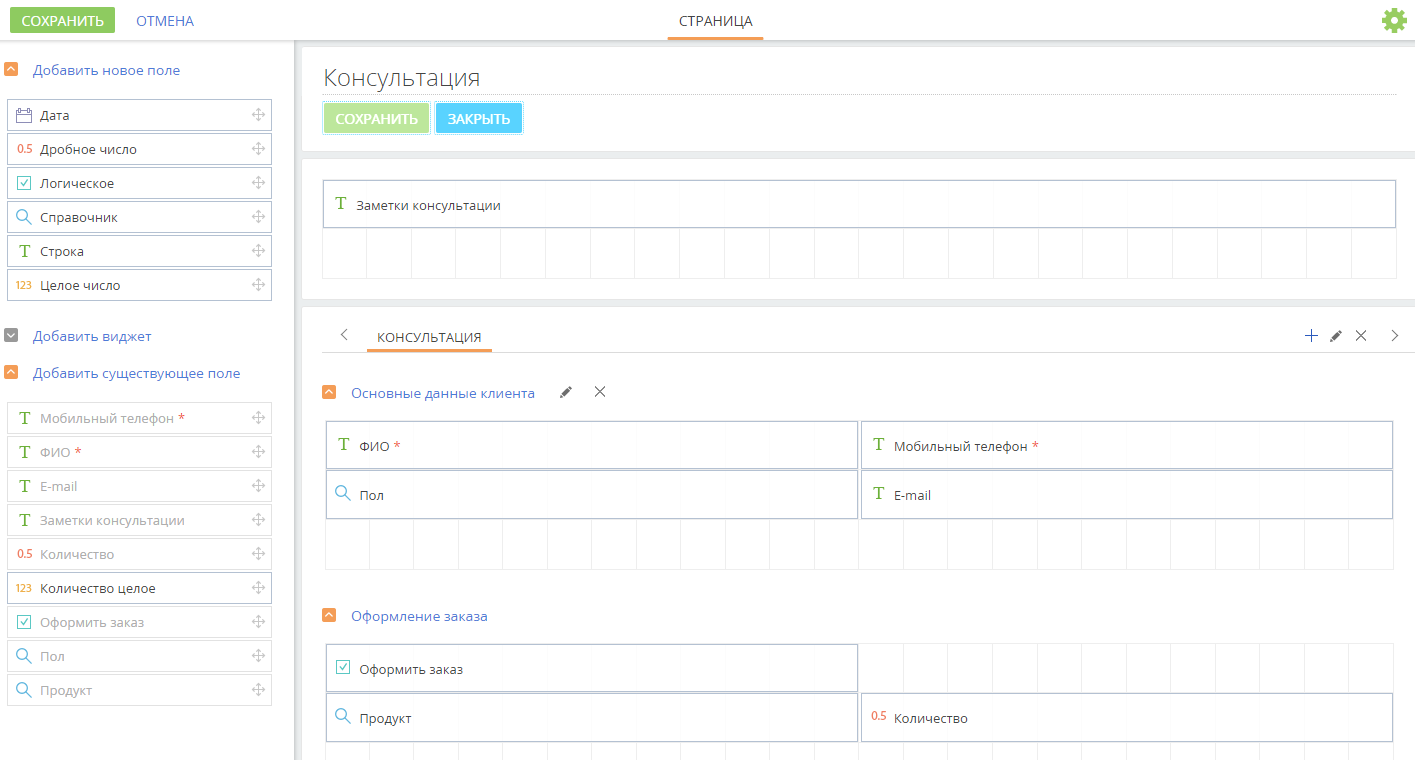 СОХРАНИТЬ ОТМЕНА СТРАНИЦА
Добавить новое поле
Дата
0.5 Дробное число
Логическое
Справочник
T Строка
123 Целое число
Добавить виджет
Добавить существующее поле
T Мобильный телефон *
T ФИО *
T E-mail
T Заметки консультации
0.5 Количество
123 Количество целое
Оформить заказ
Пол
Продукт
Консультация
СОХРАНИТЬ ЗАКРЫТЬ
T Заметки консультации
КОНСУЛЬТАЦИЯ
Основные данные клиента
T ФИО * T Мобильный телефон *
Пол T E-mail
Оформление заказа
Оформить заказ
Продукт 0.5 Количество